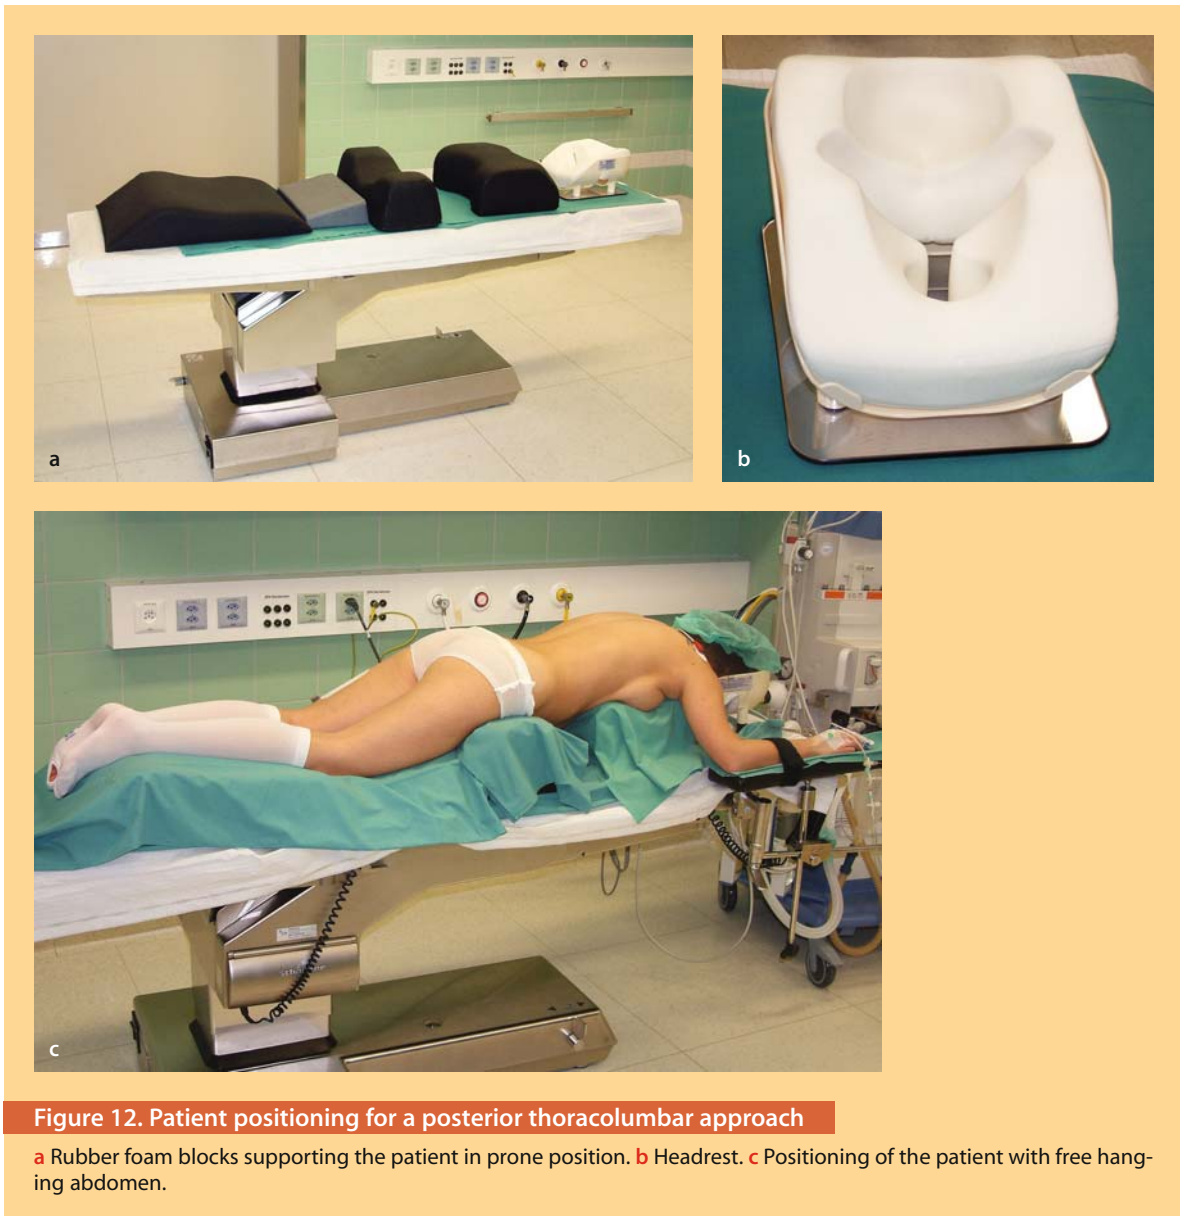 a
b
c
Figure 12. Patient positioning for a posterior thoracolumbar approach
a Rubber foam blocks supporting the patient in prone position. b Headrest. c Positioning of the patient with free hang-
ing abdomen.